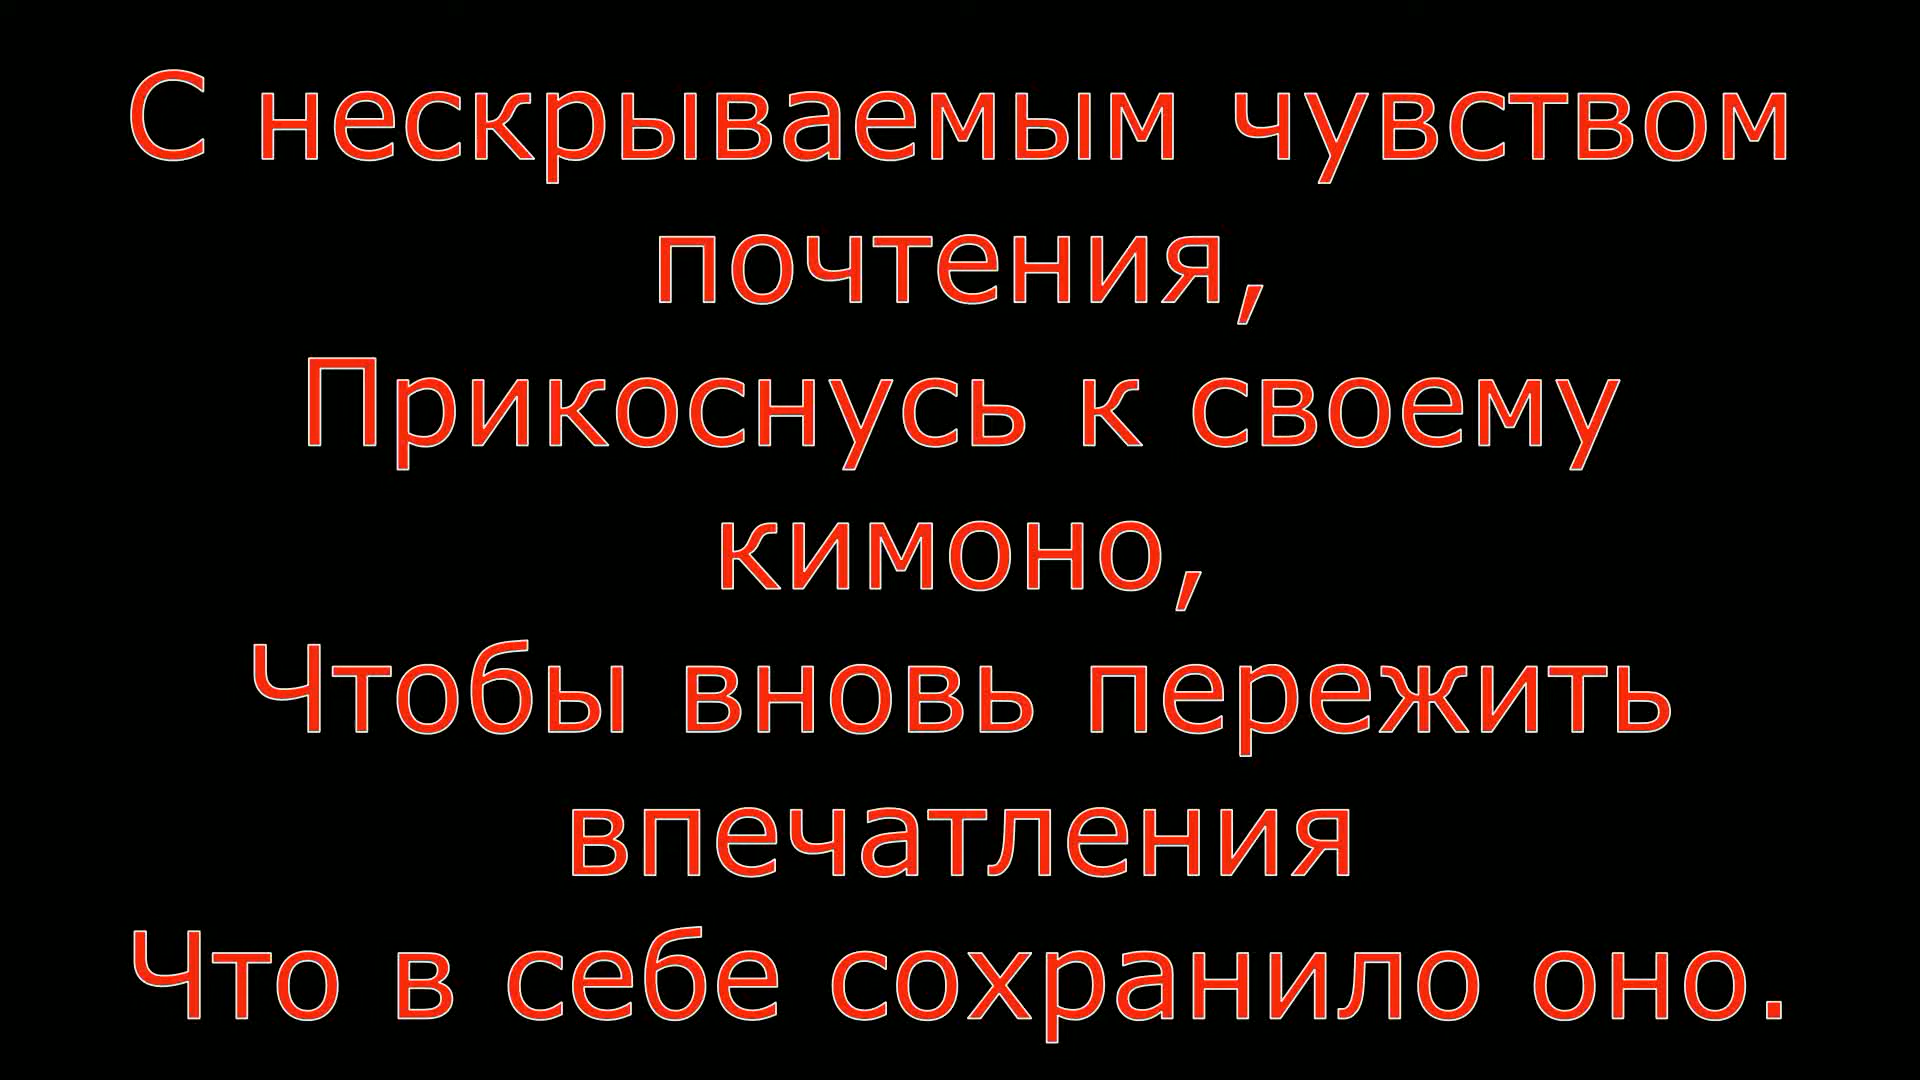 С нескрываемым чувством
почтения,
Прикоснусь к своему
кимоно,
Чтобы вновь пережить
впечатления
Что в себе сохранило оно.